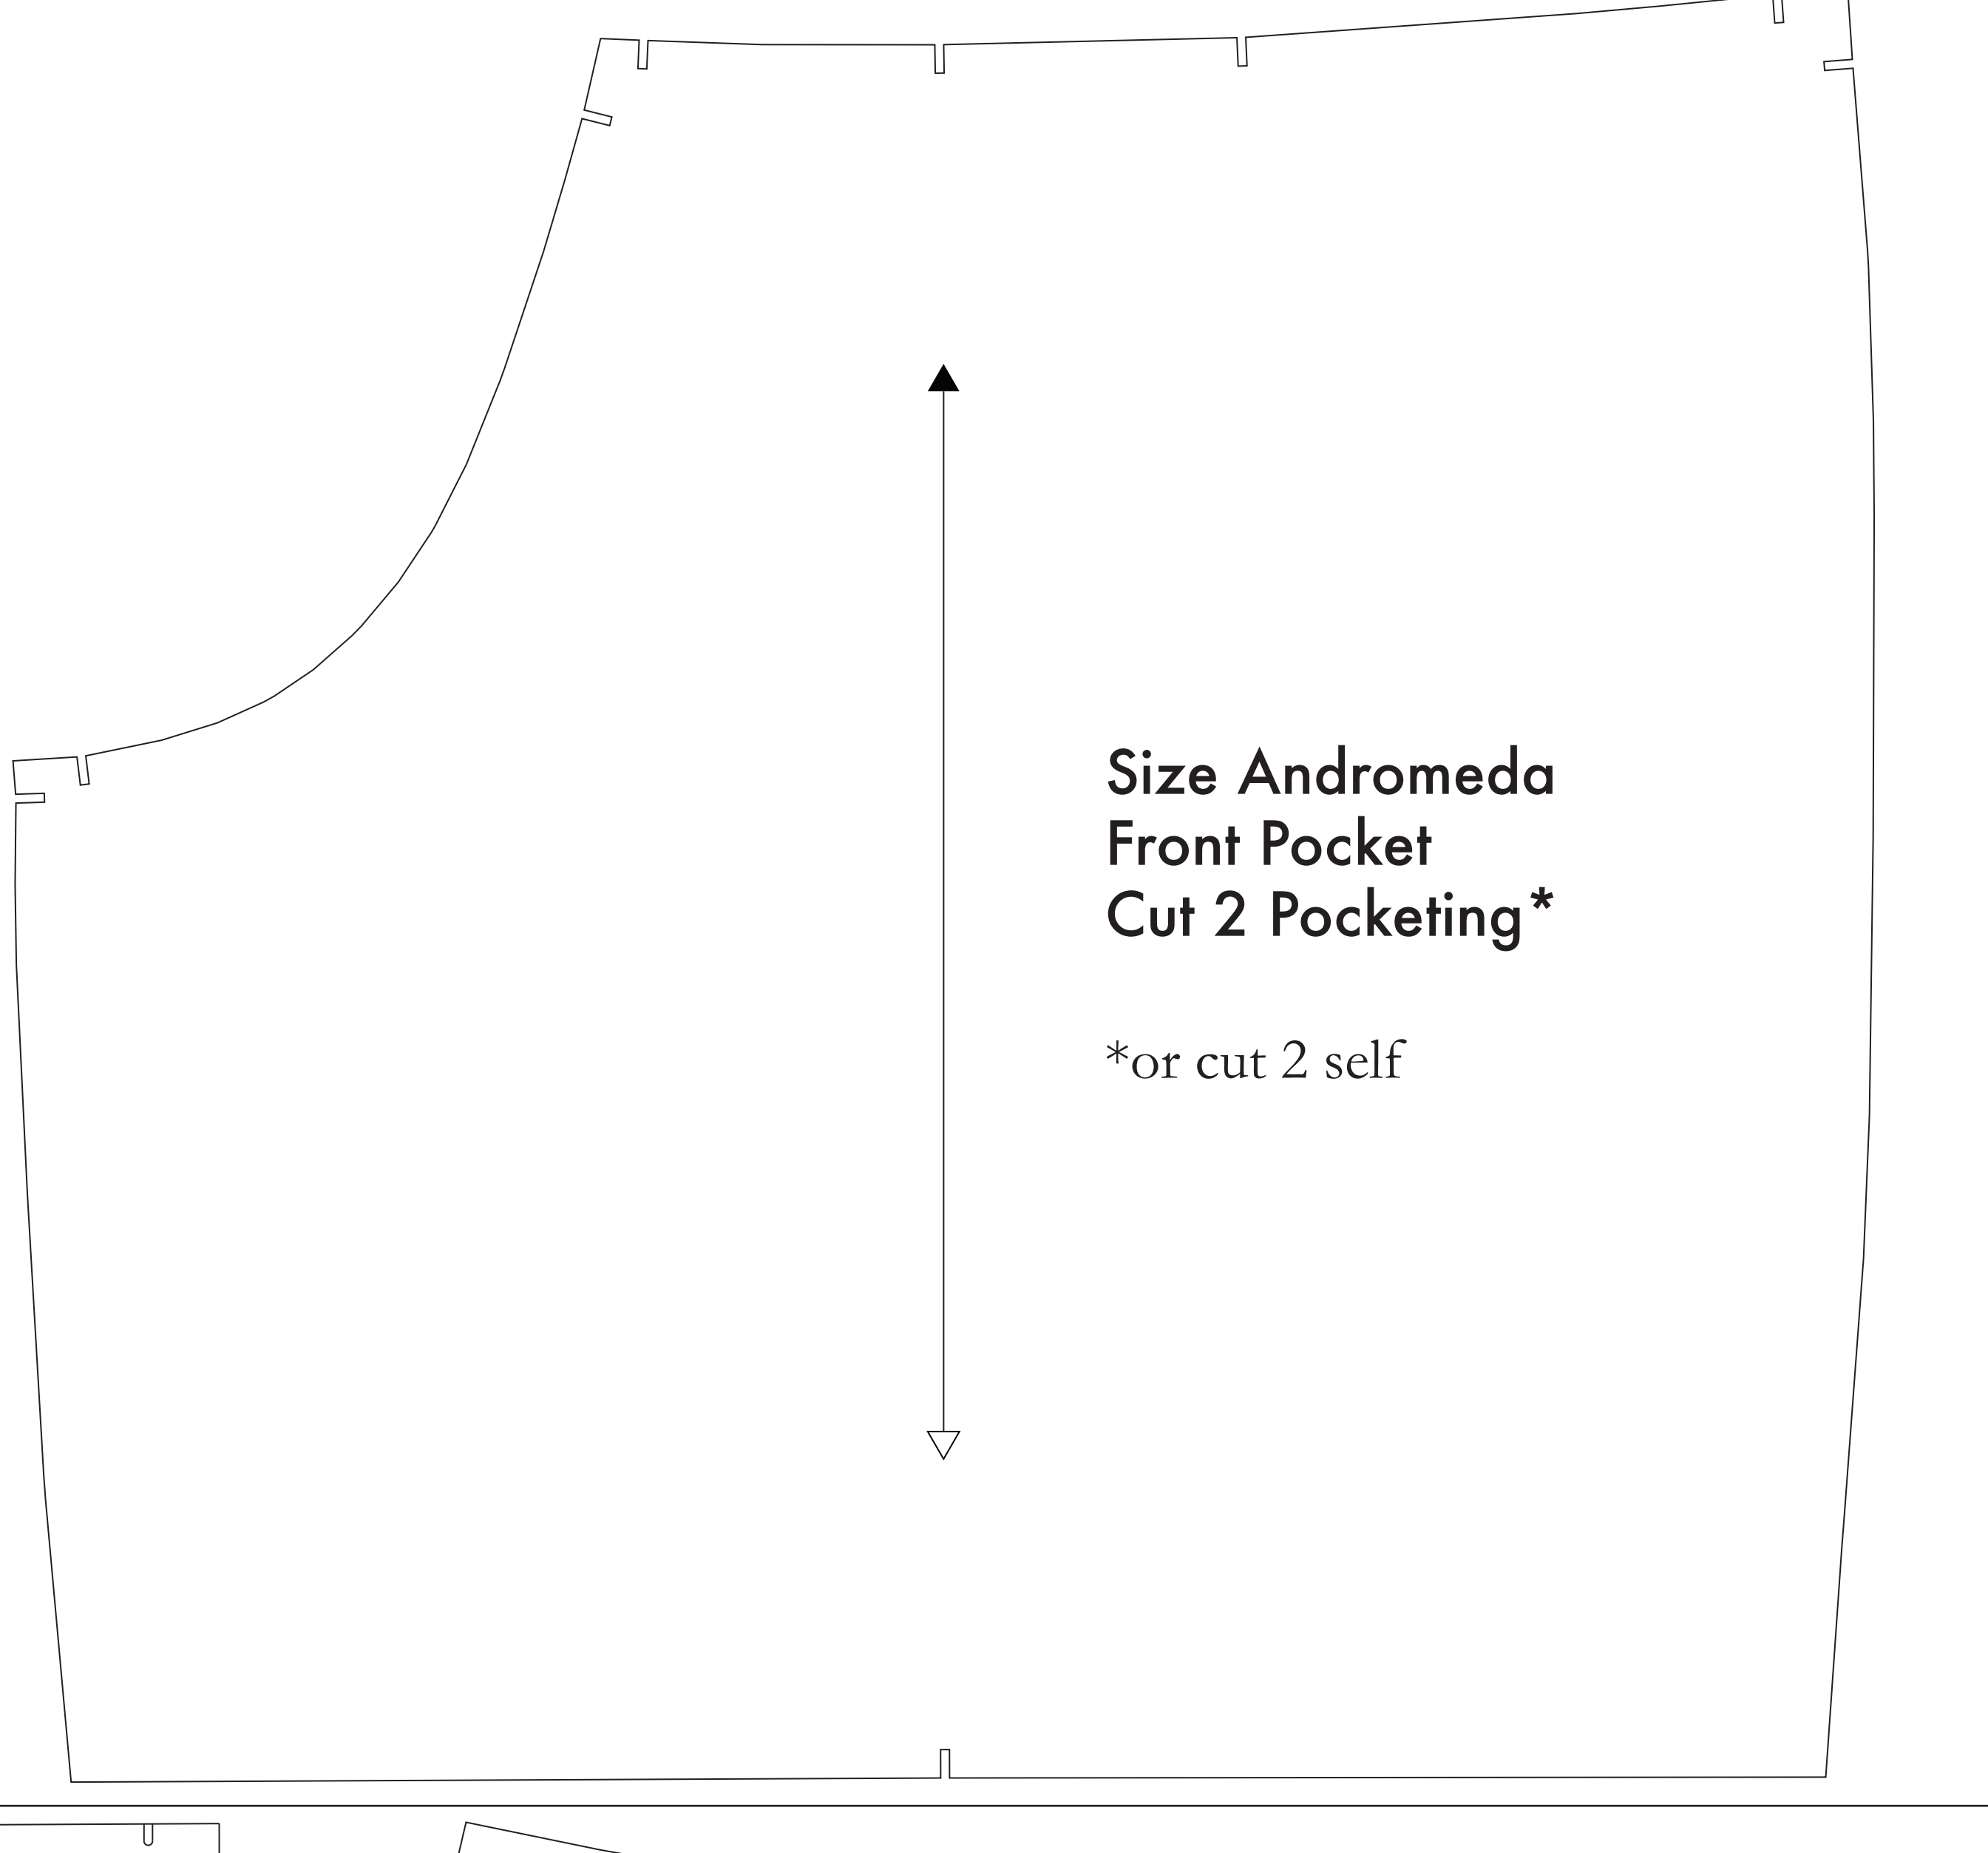 Size Andromeda
Front Pocket
Cut 2 Pocketing*
*or cut 2 self